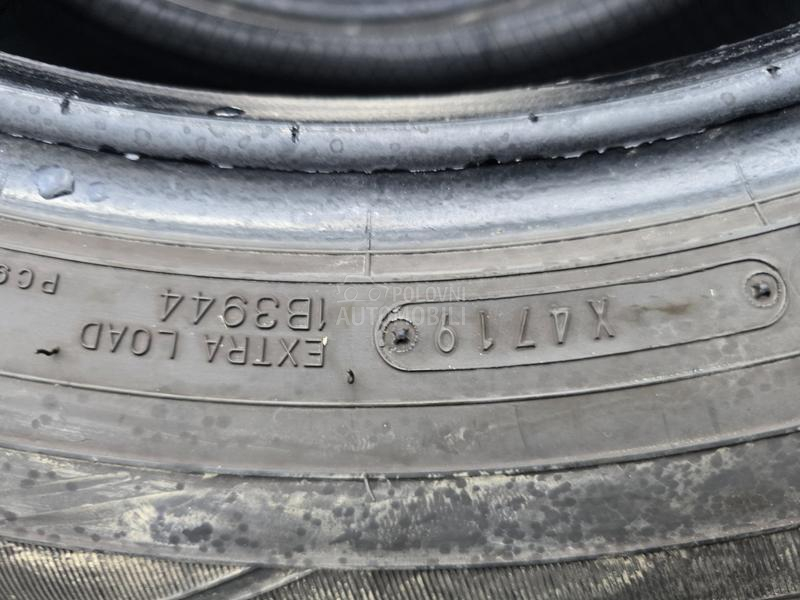 X4719
EXTRA LOAD
1B3944
POLOVNI
AUTOMOBILI